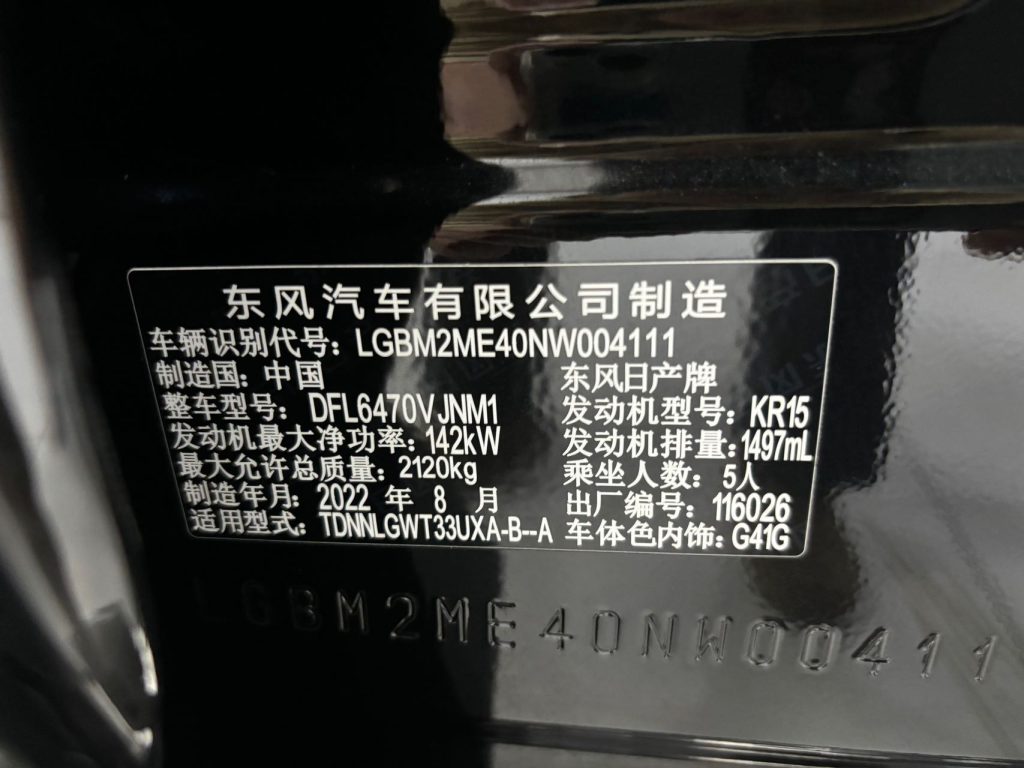 东风汽车有限公司制造
车辆识别代号: LGBM2ME40NW004111
制造国: 中国 东风日产牌
整车型号: DFL6470VJNM1 发动机型号: KR15
发动机最大净功率: 142kW 发动机排量: 1497mL
最大允许总质量: 2120kg 乘坐人数: 5人
制造年月: 2022 年 8 月 出厂编号: 116026
适用型式: TDNNLGWT33UXA-B--A 车体色内饰: G41G
LGBM2ME40NW004111